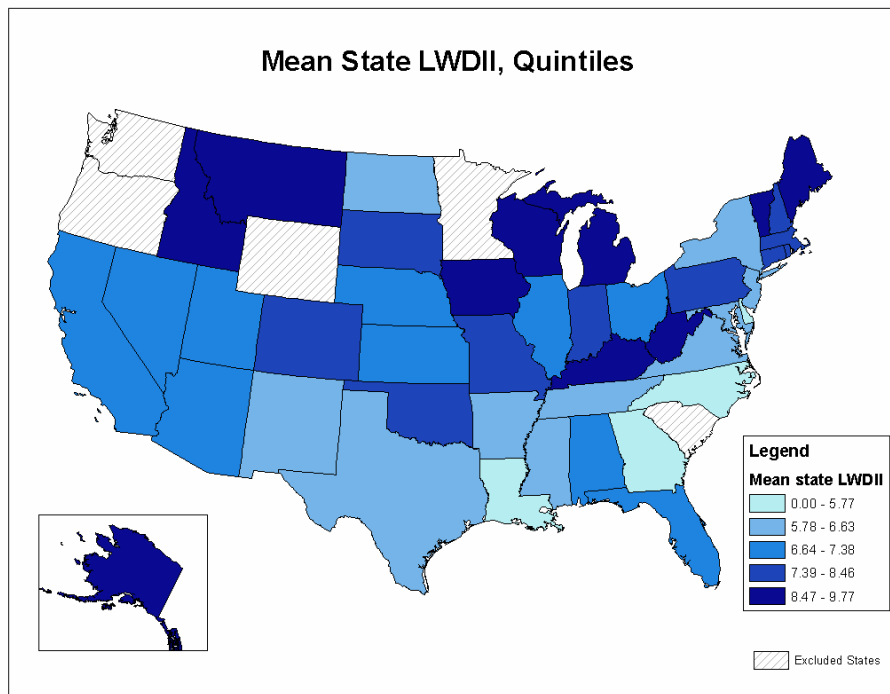 Mean State LWDII, Quintiles
Legend
Mean state LWDII
0.00 - 5.77
5.78 - 6.63
6.64 - 7.38
7.39 - 8.46
8.47 - 9.77
Excluded States